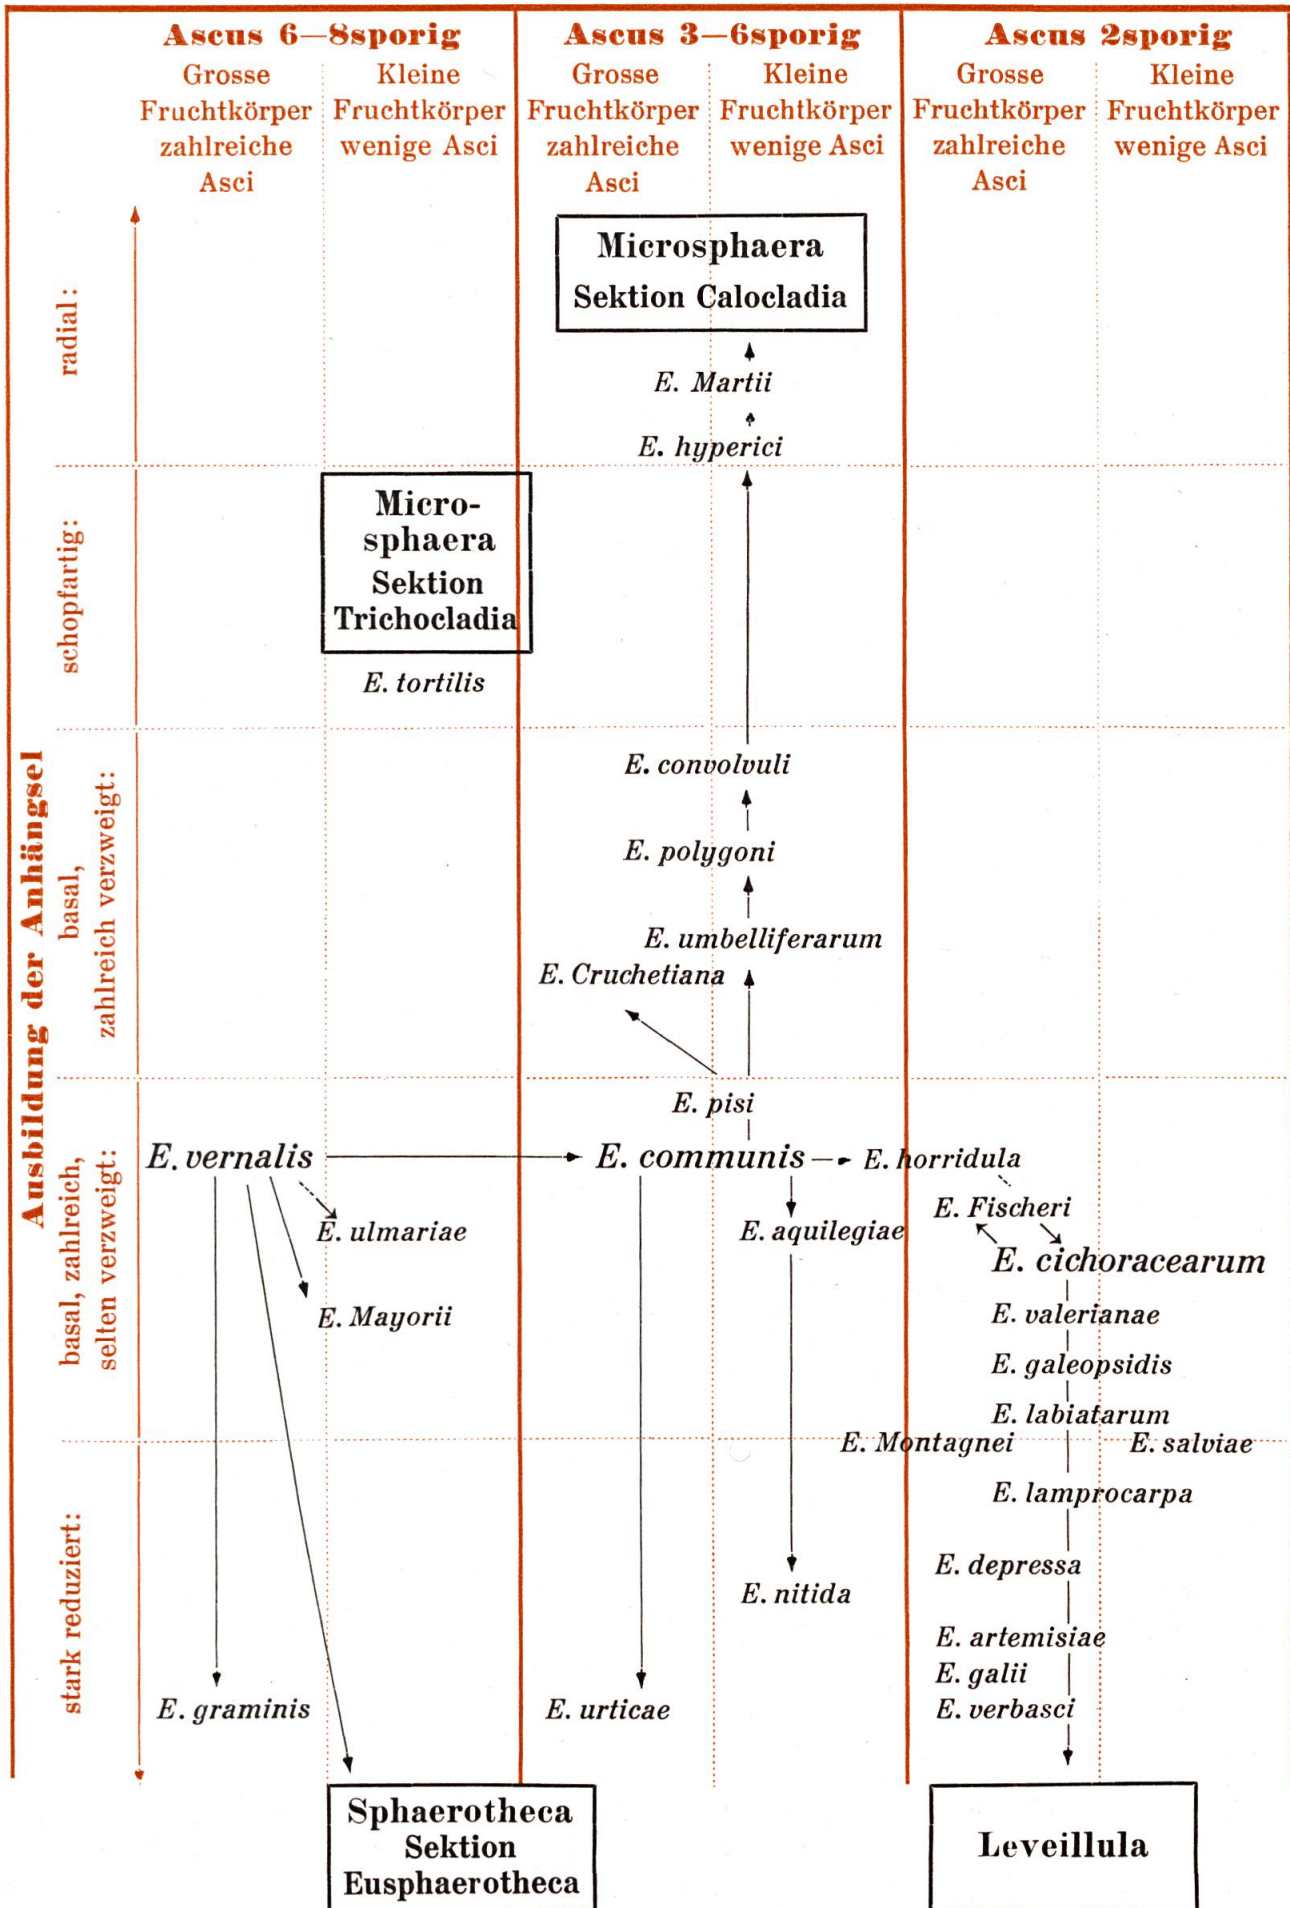 Ascus 6—8sporig
Ascus 3—6sporig
Ascus 2sporig
Grosse
Fruchtkörper
zahlreiche
Asci
Kleine
Fruchtkörper
wenige Asci
Grosse
Fruchtkörper
zahlreiche
Asci
Kleine
Fruchtkörper
wenige Asci
Grosse
Fruchtkörper
zahlreiche
Asci
Kleine
Fruchtkörper
wenige Asci
Ausbildung der Anhängsel
radial:
Microsphaera
Sektion Calocladia
E. Martii
E. hyperici
schopfartig:
Micro-
sphaera
Sektion
Trichocladia
E. tortilis
basal,
zahlreich verzweigt:
E. convolvuli
E. polygoni
E. umbelliferarum
E. Cruchetiana
basal, zahlreich,
selten verzweigt:
E. pisi
E. vernalis
E. communis
E. horridula
E. ulmariae
E. aquilegiae
E. Fischeri
E. cichoracearum
E. Mayorii
E. valerianae
E. galeopsidis
E. labiatarum
E. Montagnei
E. salviae
stark reduziert:
E. lamprocarpa
E. depressa
E. nitida
E. artemisiae
E. galii
E. graminis
E. urticae
E. verbasci
Sphaerotheca
Sektion
Eusphaerotheca
Leveillula